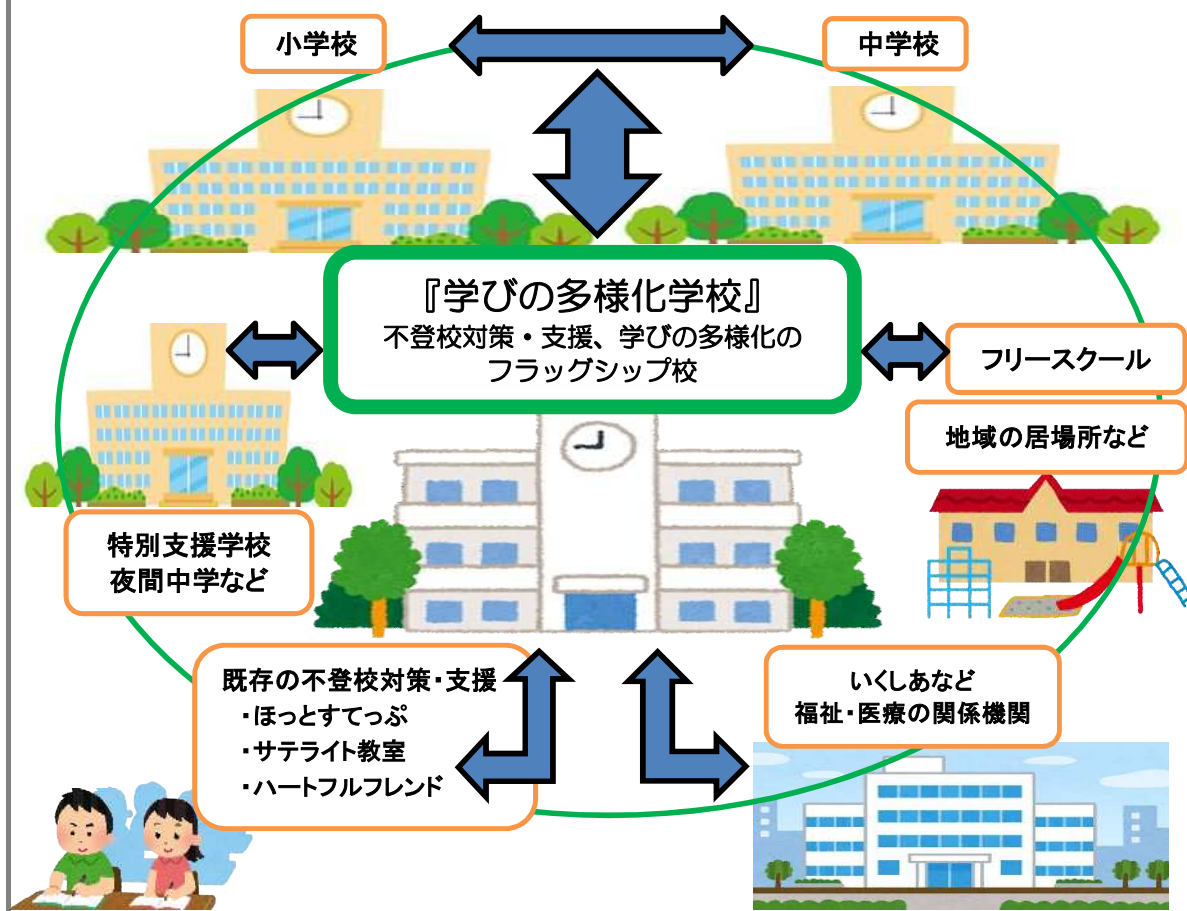 小学校
中学校
『学びの多様化学校』
不登校対策・支援、学びの多様化の
フラッグシップ校
フリースクール
地域の居場所など
特別支援学校
夜間中学など
既存の不登校対策・支援
・ほっとすてっぷ
・サテライト教室
・ハートフルフレンド
いくしあなど
福祉・医療の関係機関